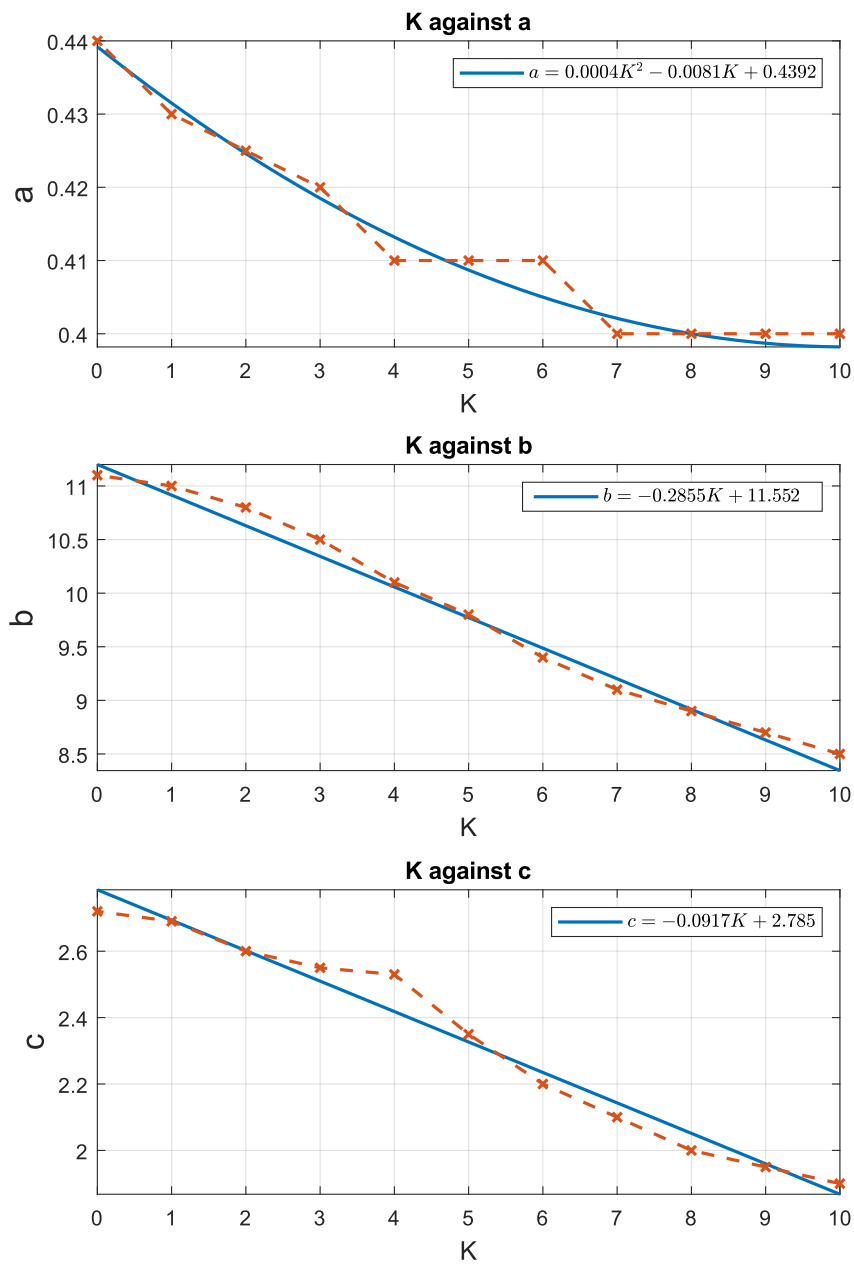 K against a
0.44
0.43
0.42
0.41
0.4
a
a = 0.0004K² − 0.0081K + 0.4392
0 1 2 3 4 5 6 7 8 9 10
K
K against b
11
10.5
10
9.5
9
8.5
b
b = −0.2855K + 11.552
0 1 2 3 4 5 6 7 8 9 10
K
K against c
2.6
2.4
2.2
2
c
c = −0.0917K + 2.785
0 1 2 3 4 5 6 7 8 9 10
K